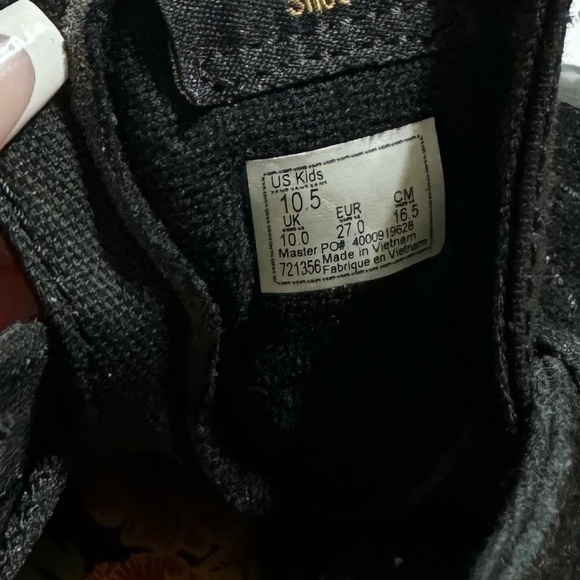 US Kids
10.5
UK EUR CM
10.0 27.0 16.5
Master PO# 4000919628
721356 Made in Vietnam
Fabrique en Vietnam